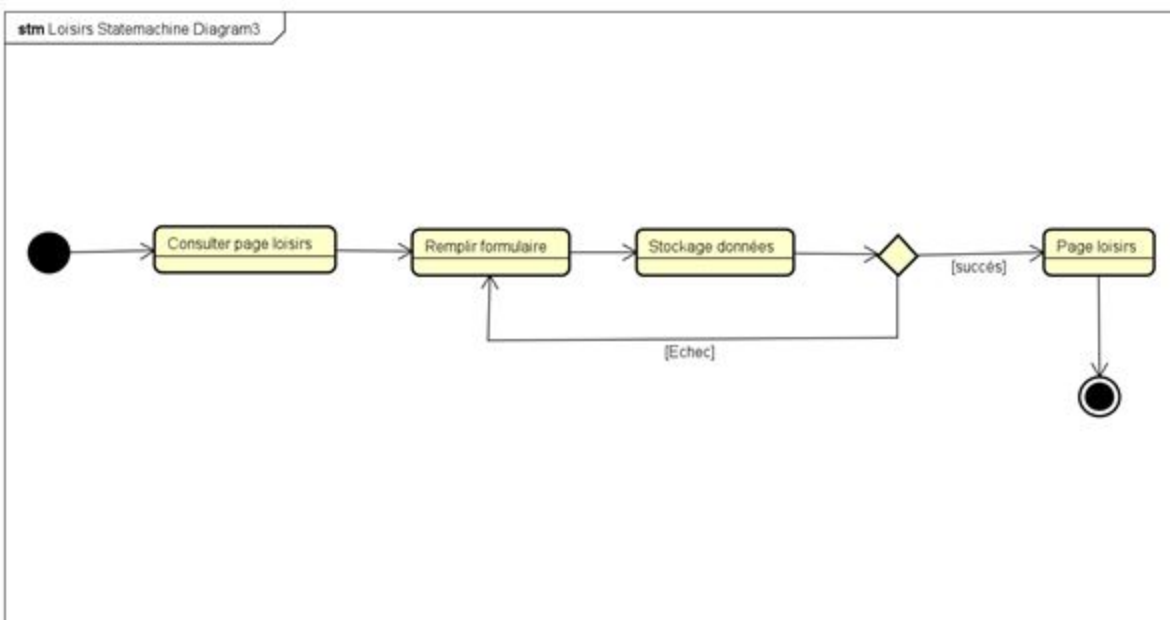 stm Loisirs Statemachine Diagram3
Consulter page loisirs
Remplir formulaire
Stockage données
[succés]
Page loisirs
[Echec]